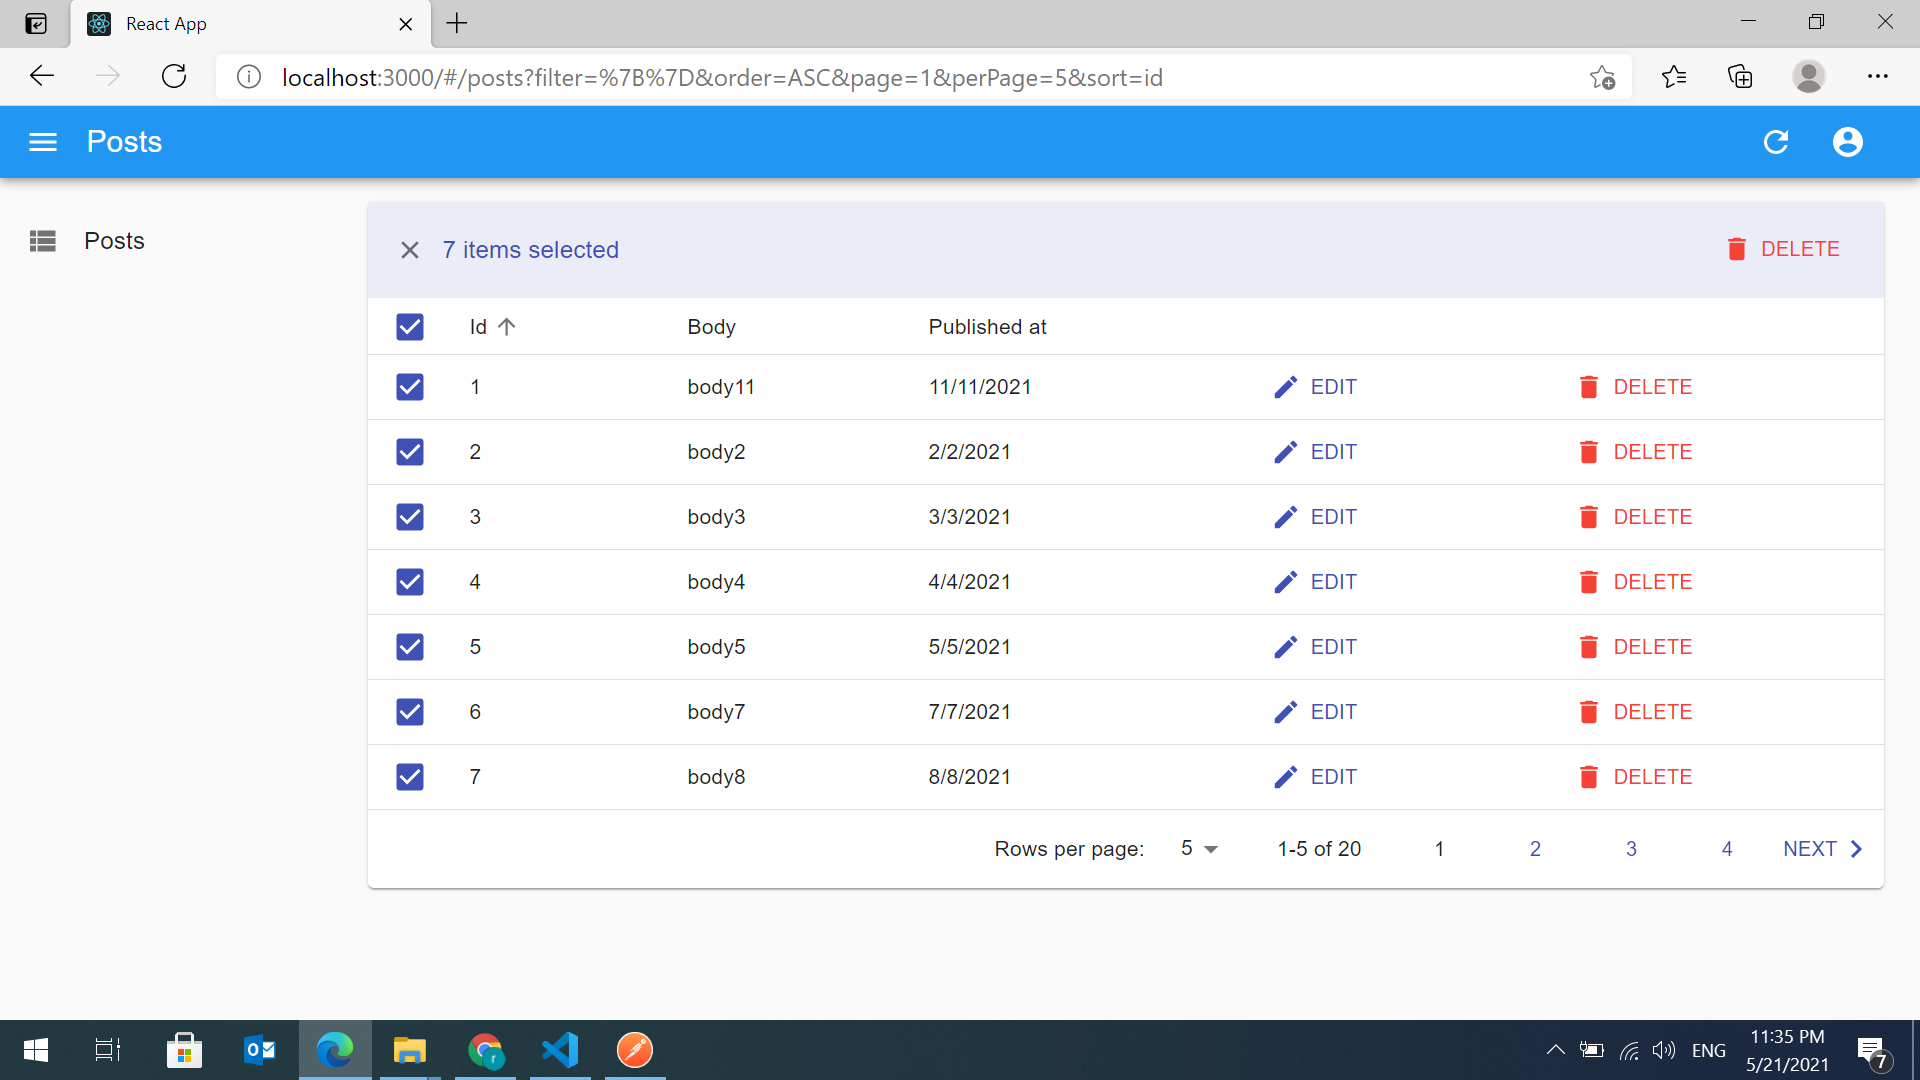 React App
localhost:3000/#/posts?filter=%7B%7D&order=ASC&page=1&perPage=5&sort=id
Posts
Posts
7 items selected
DELETE
Id Body Published at
1 body11 11/11/2021 EDIT DELETE
2 body2 2/2/2021 EDIT DELETE
3 body3 3/3/2021 EDIT DELETE
4 body4 4/4/2021 EDIT DELETE
5 body5 5/5/2021 EDIT DELETE
6 body7 7/7/2021 EDIT DELETE
7 body8 8/8/2021 EDIT DELETE
Rows per page: 5 1-5 of 20 1 2 3 4 NEXT
r
ENG
11:35 PM
5/21/2021
7